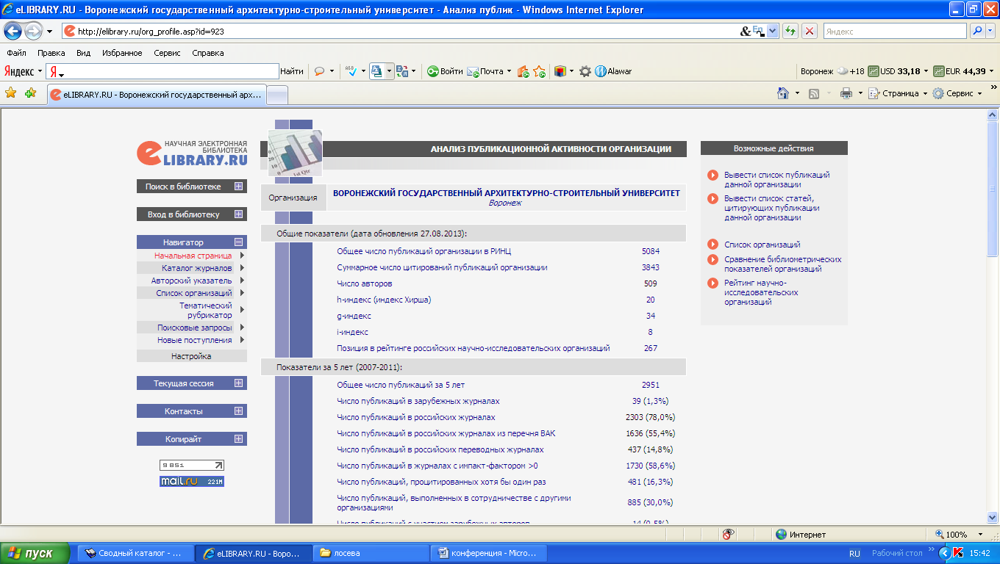 eLIBRARY.RU - Воронежский государственный архитектурно-строительный университет - Анализ публик - Windows Internet Explorer
http://elibrary.ru/org_profile.asp?id=923
Яндекс
Файл Правка Вид Избранное Сервис Справка
Яндекс Я Найти Войти Почта Alawar Воронеж +18 USD 33,18 EUR 44,39
eLIBRARY.RU - Воронежский государственный арх... Страница Сервис
НАУЧНАЯ ЭЛЕКТРОННАЯ
БИБЛИОТЕКА
eLIBRARY.RU
Поиск в библиотеке
Вход в библиотеку
Навигатор
Начальная страница
Каталог журналов
Авторский указатель
Список организаций
Тематический
рубрикатор
Поисковые запросы
Новые поступления
Настройка
Текущая сессия
Контакты
Копирайт
9851
mail.ru 221M
АНАЛИЗ ПУБЛИКАЦИОННОЙ АКТИВНОСТИ ОРГАНИЗАЦИИ
1st Qtr
Организация ВОРОНЕЖСКИЙ ГОСУДАРСТВЕННЫЙ АРХИТЕКТУРНО-СТРОИТЕЛЬНЫЙ УНИВЕРСИТЕТ
Воронеж
Общие показатели (дата обновления 27.08.2013):
Общее число публикаций организации в РИНЦ 5084
Суммарное число цитирований публикаций организации 3843
Число авторов 509
h-индекс (индекс Хирша) 20
g-индекс 34
i-индекс 8
Позиция в рейтинге российских научно-исследовательских организаций 267
Показатели за 5 лет (2007-2011):
Общее число публикаций за 5 лет 2951
Число публикаций в зарубежных журналах 39 (1,3%)
Число публикаций в российских журналах 2303 (78,0%)
Число публикаций в российских журналах из перечня ВАК 1636 (55,4%)
Число публикаций в российских переводных журналах 437 (14,8%)
Число публикаций в журналах с импакт-фактором >0 1730 (58,6%)
Число публикаций, процитированных хотя бы один раз 481 (16,3%)
Число публикаций, выполненных в сотрудничестве с другими
организациями 885 (30,0%)
Число публикаций с участием зарубежных авторов 14 (0,5%)
Возможные действия
Вывести список публикаций
данной организации
Вывести список статей,
цитирующих публикации
данной организации
Список организаций
Сравнение библиометрических
показателей организаций
Рейтинг научно-
исследовательских
организаций
Интернет 100%
пуск Сводный каталог - ... eLIBRARY.RU - Воро... лосева конференция - Micro... RU Рабочий стол 15:42